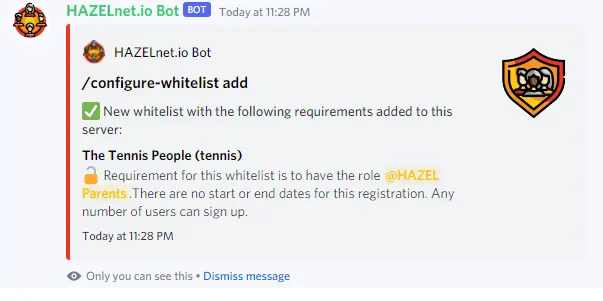 HAZELnet.io Bot BOT Today at 11:28 PM
HAZELnet.io Bot
/configure-whitelist add
New whitelist with the following requirements added to this
server:
The Tennis People (tennis)
Requirement for this whitelist is to have the role @HAZEL
Parents.There are no start or end dates for this registration. Any
number of users can sign up.
Today at 11:28 PM
Only you can see this • Dismiss message